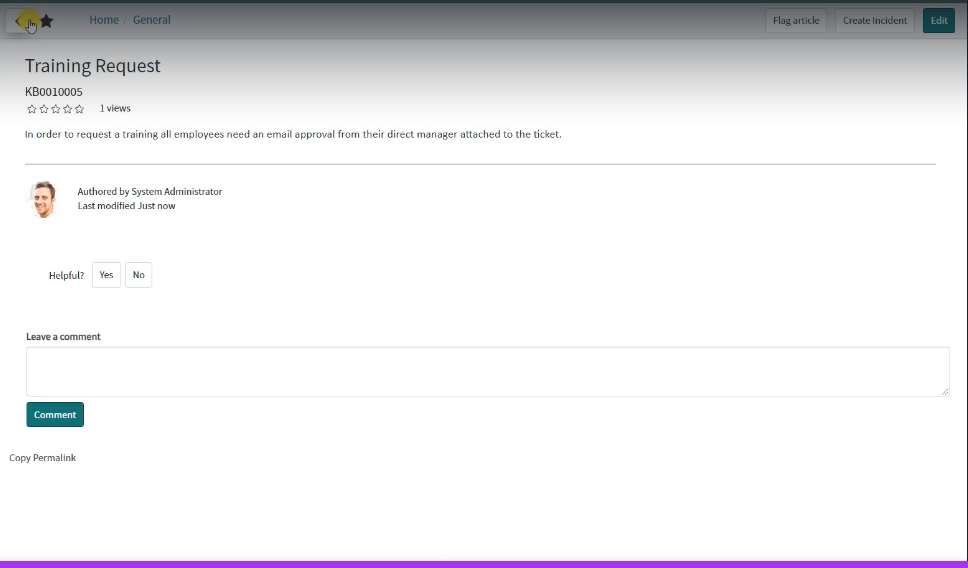 Home / General
Flag article
Create Incident
Edit
Training Request
KB0010005
1 views
In order to request a training all employees need an email approval from their direct manager attached to the ticket.
Authored by System Administrator
Last modified Just now
Helpful?
Yes
No
Leave a comment
Comment
Copy Permalink